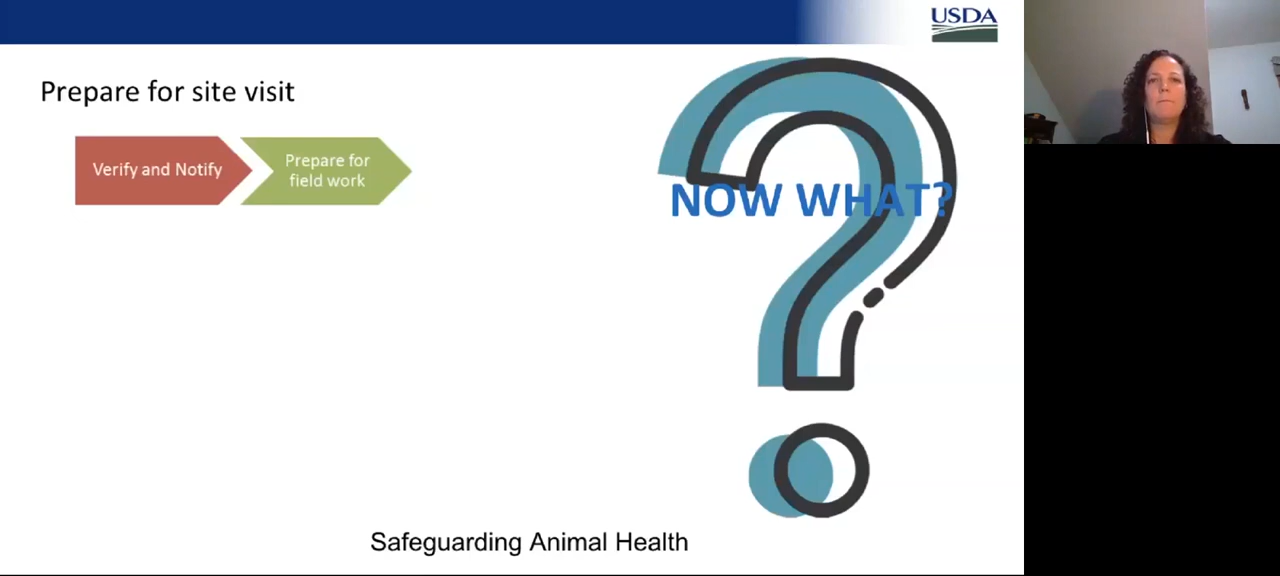 USDA
Prepare for site visit
Verify and Notify
Prepare for
field work
NOW WHAT?
Safeguarding Animal Health